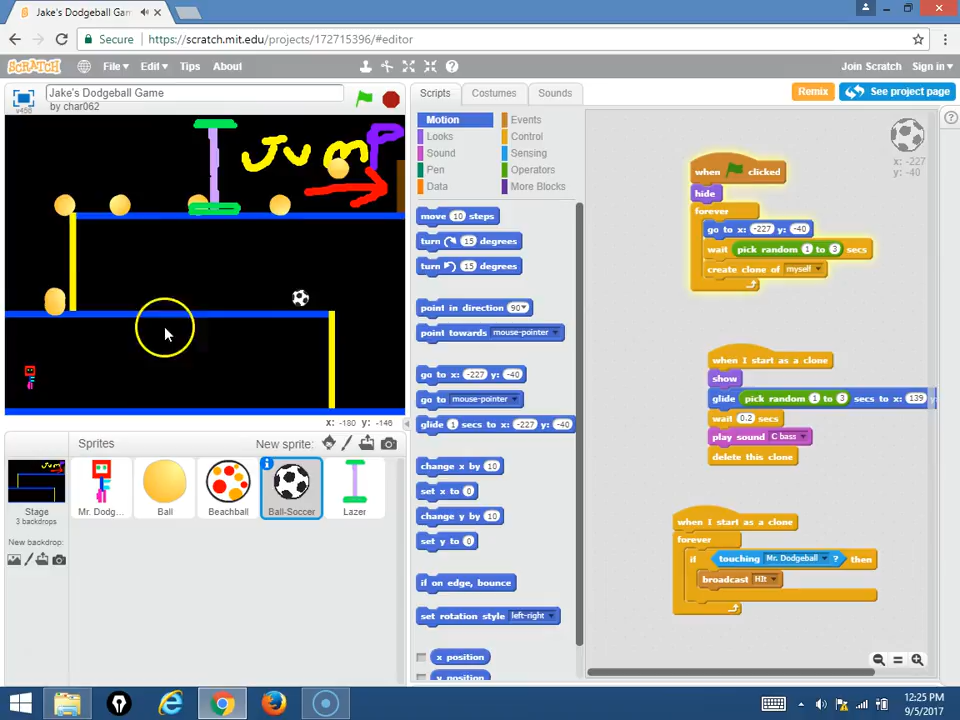 Jake's Dodgeball Gam
Secure
https://scratch.mit.edu/projects/172715396/#editor
SCRATCH
File Edit Tips About
Join Scratch Sign in
v456
Jake's Dodgeball Game
by char062
Scripts Costumes Sounds
Remix
See project page
JumP
Motion Events
Looks Control
Sound Sensing
Pen Operators
Data More Blocks
move 10 steps
turn 15 degrees
turn 15 degrees
point in direction 90
point towards mouse-pointer
go to x: -227 y: -40
go to mouse-pointer
glide 1 secs to x: -227 y: -40
change x by 10
set x to 0
change y by 10
set y to 0
if on edge, bounce
set rotation style left-right
x position
y position
x: -227
y: -40
when clicked
hide
forever
go to x: -227 y: -40
wait pick random 1 to 3 secs
create clone of myself
when I start as a clone
show
glide pick random 1 to 3 secs to x: 139 y:
wait 0.2 secs
play sound C bass
delete this clone
when I start as a clone
forever
if touching Mr. Dodgeball ? then
broadcast HIt
x: -180 y: -146
Sprites
New sprite:
Stage
3 backdrops
New backdrop:
Mr. Dodg...
Ball
Beachball
Ball-Soccer
Lazer
12:25 PM
9/5/2017